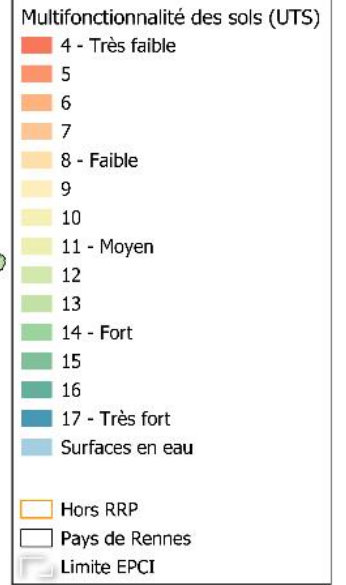 Multifonctionnalité des sols (UTS)
4 - Très faible
5
6
7
8 - Faible
9
10
11 - Moyen
12
13
14 - Fort
15
16
17 - Très fort
Surfaces en eau
Hors RRP
Pays de Rennes
Limite EPCI